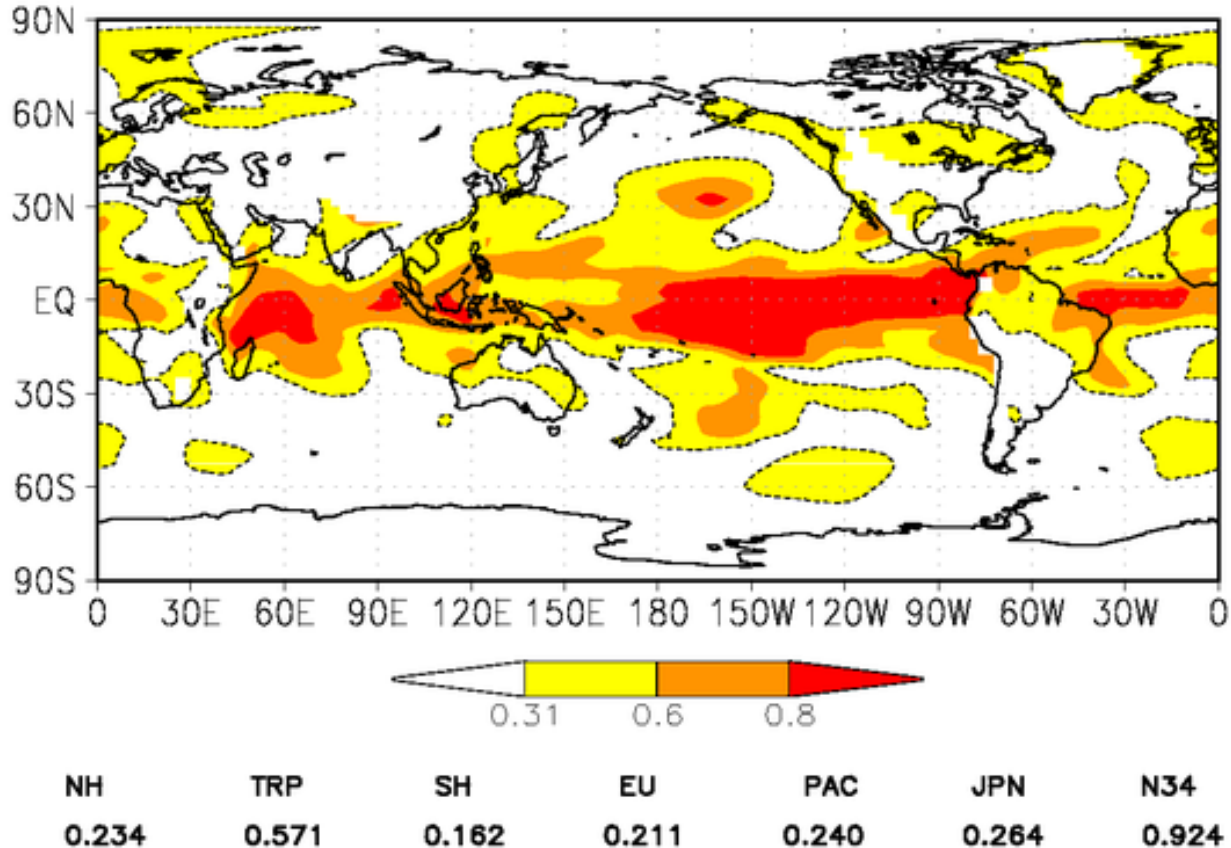 90N
60N
30N
EQ
30S
60S
90S
0 30E 60E 90E 120E 150E 180 150W 120W 90W 60W 30W 0
0.31 0.6 0.8
NH TRP SH EU PAC JPN N34
0.234 0.571 0.162 0.211 0.240 0.264 0.924